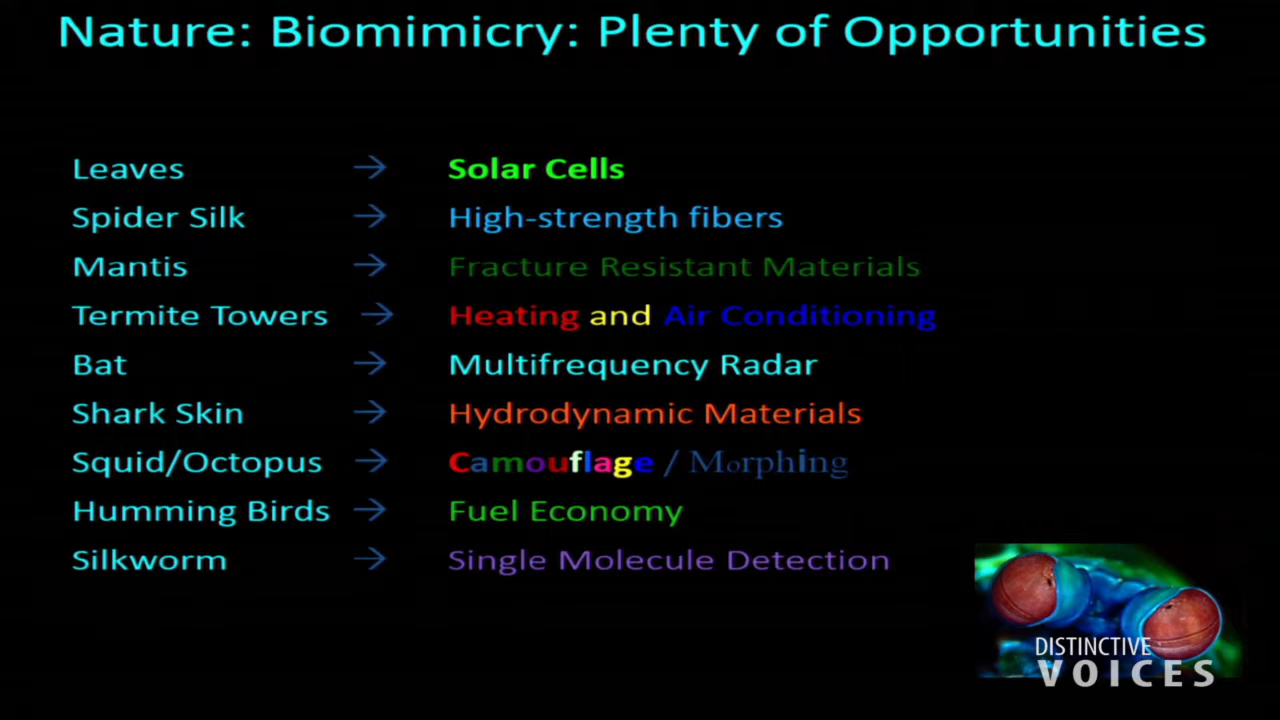 Nature: Biomimicry: Plenty of Opportunities
Leaves → Solar Cells
Spider Silk → High-strength fibers
Mantis → Fracture Resistant Materials
Termite Towers → Heating and Air Conditioning
Bat → Multifrequency Radar
Shark Skin → Hydrodynamic Materials
Squid/Octopus → Camouflage / Morphing
Humming Birds → Fuel Economy
Silkworm → Single Molecule Detection
DISTINCTIVE
VOICES